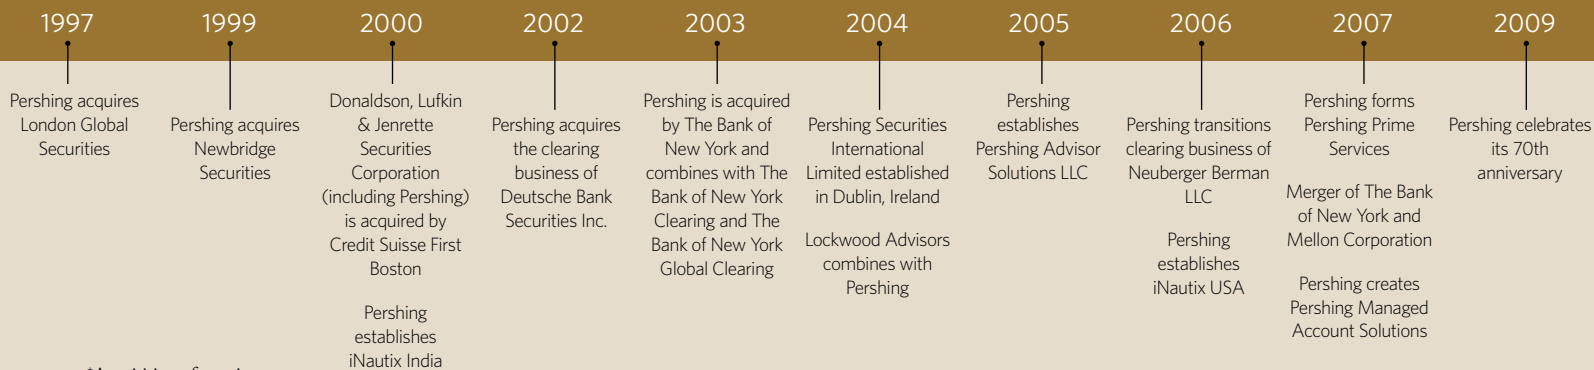 1997
1999
2000
2002
2003
2004
2005
2006
2007
2009
Pershing acquires
London Global
Securities
Pershing acquires
Newbridge
Securities
Donaldson, Lufkin
& Jenrette
Securities
Corporation
(including Pershing)
is acquired by
Credit Suisse First
Boston
Pershing
establishes
iNautix India
Pershing acquires
the clearing
business of
Deutsche Bank
Securities Inc.
Pershing is acquired
by The Bank of
New York and
combines with The
Bank of New York
Clearing and The
Bank of New York
Global Clearing
Pershing Securities
International
Limited established
in Dublin, Ireland
Lockwood Advisors
combines with
Pershing
Pershing
establishes
Pershing Advisor
Solutions LLC
Pershing transitions
clearing business of
Neuberger Berman
LLC
Pershing
establishes
iNautix USA
Pershing forms
Pershing Prime
Services
Merger of The Bank
of New York and
Mellon Corporation
Pershing creates
Pershing Managed
Account Solutions
Pershing celebrates
its 70th
anniversary